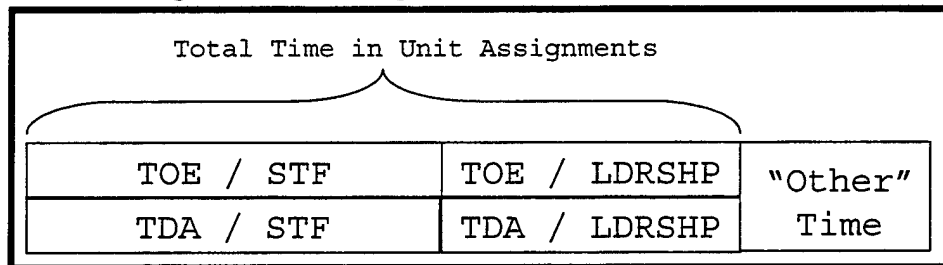 Total Time in Unit Assignments
TOE / STF
TOE / LDRSHP
"Other"
Time
TDA / STF
TDA / LDRSHP